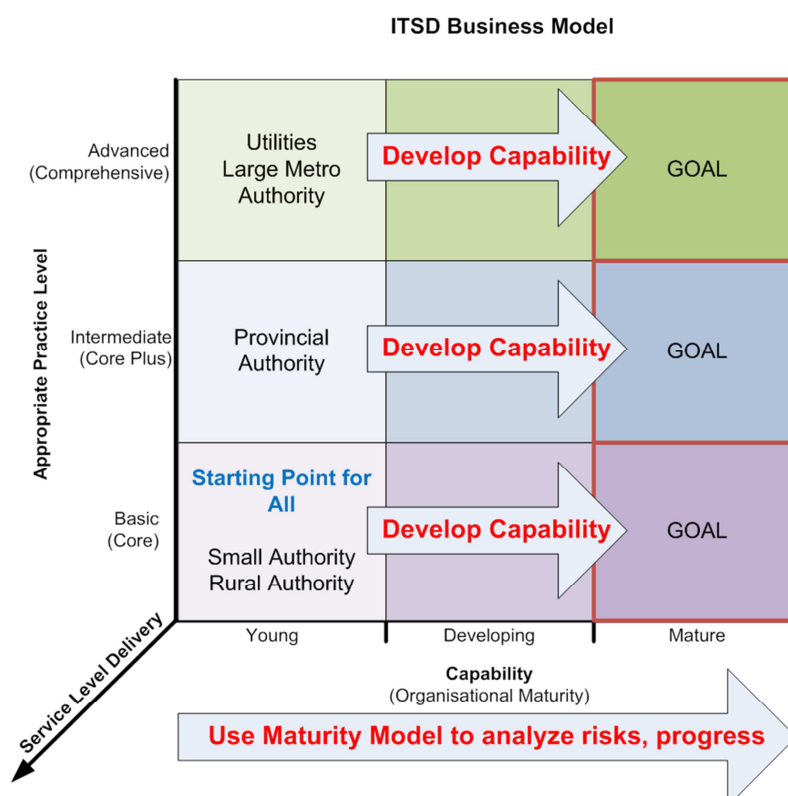 ITSD Business Model
Advanced
(Comprehensive)
Utilities
Large Metro
Authority
Develop Capability
GOAL
Appropriate Practice Level
Intermediate
(Core Plus)
Provincial
Authority
Develop Capability
GOAL
Basic
(Core)
Starting Point for
All
Small Authority
Rural Authority
Develop Capability
GOAL
Service Level Delivery
Young
Developing
Mature
Capability
(Organisational Maturity)
Use Maturity Model to analyze risks, progress